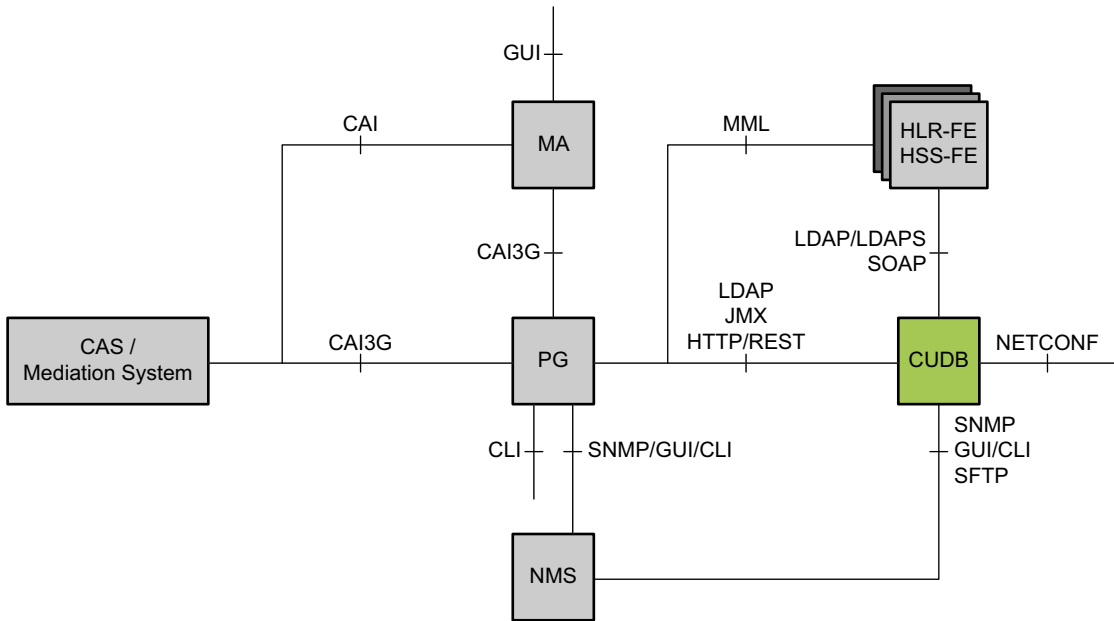 GUI
CAI
MA
MML
HLR-FE
HSS-FE
CAI3G
LDAP/LDAPS
SOAP
CAS /
Mediation System
CAI3G
PG
LDAP
JMX
HTTP/REST
CUDB
NETCONF
CLI
SNMP/GUI/CLI
SNMP
GUI/CLI
SFTP
NMS